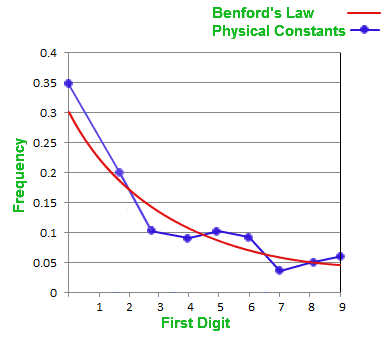 Benford's Law
Physical Constants
0.4
0.35
0.3
0.25
0.2
0.15
0.1
0.05
0
Frequency
1 2 3 4 5 6 7 8 9
First Digit